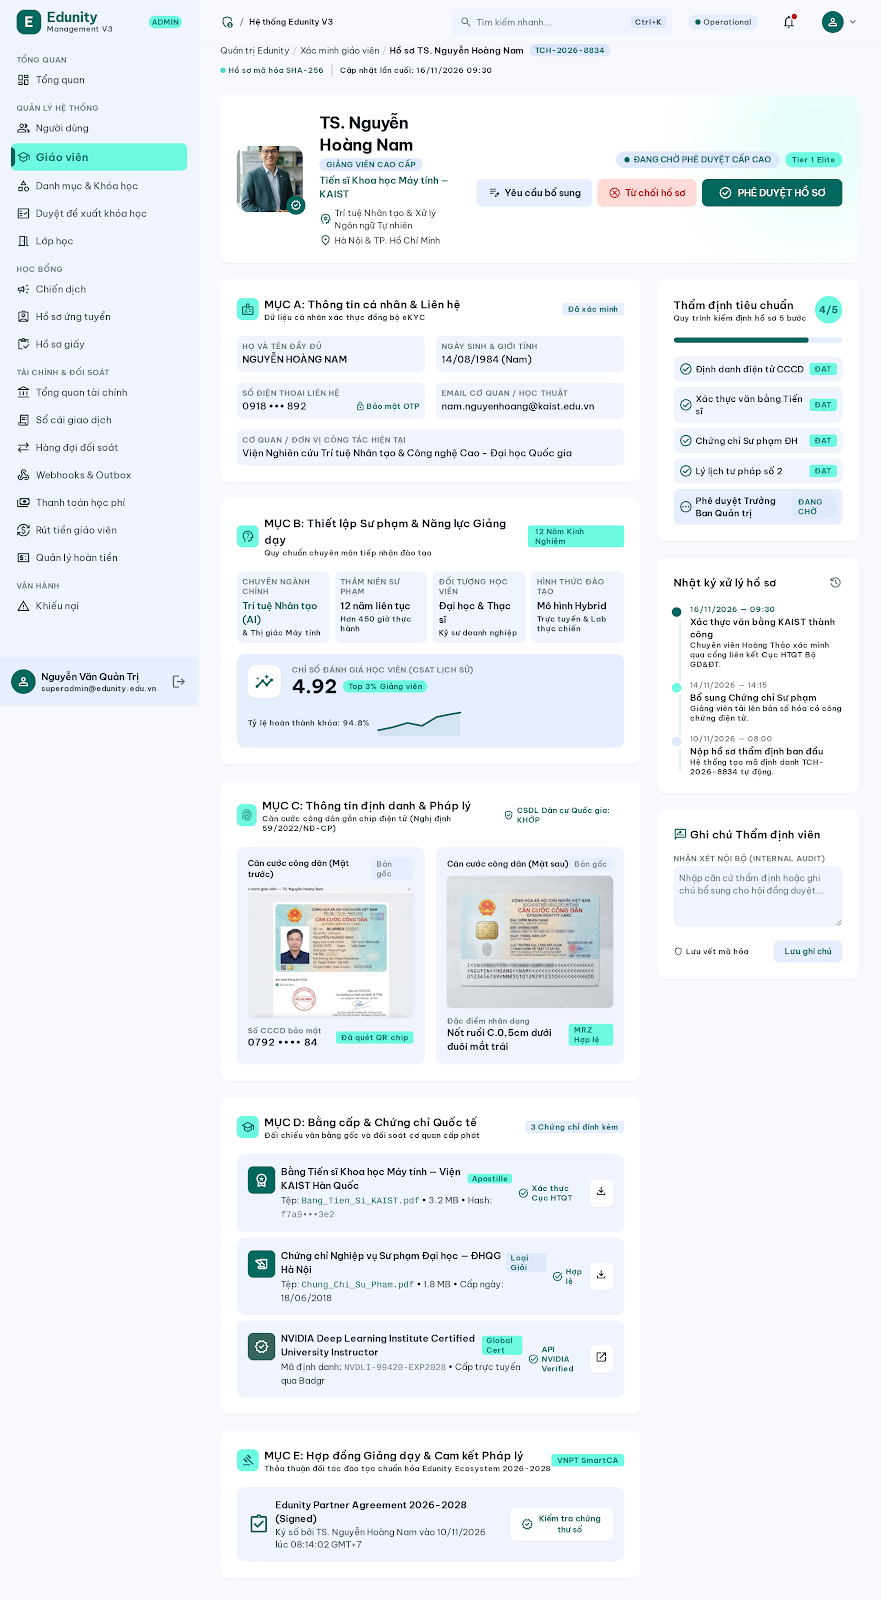 E
Edunity
Management V3
ADMIN
TỔNG QUAN
Tổng quan
QUẢN LÝ HỆ THỐNG
Người dùng
Giáo viên
Danh mục & Khóa học
Duyệt đề xuất khóa học
Lớp học
HỌC BỔNG
Chiến dịch
Hồ sơ ứng tuyển
Hồ sơ giấy
TÀI CHÍNH & ĐỐI SOÁT
Tổng quan tài chính
Sổ cái giao dịch
Hàng đợi đối soát
Webhooks & Outbox
Thanh toán học phí
Rút tiền giáo viên
Quản lý hoàn tiền
VẬN HÀNH
Khiếu nại
Nguyễn Văn Quản Trị
superadmin@edunity.edu.vn
/ Hệ thống Edunity V3
Tìm kiếm nhanh...
Ctrl+K
Operational
Quản trị Edunity / Xác minh giáo viên / Hồ sơ TS. Nguyễn Hoàng Nam TCH-2026-8834
Hồ sơ mã hóa SHA-256
Cập nhật lần cuối: 16/11/2026 09:30
TS. Nguyễn
Hoàng Nam
GIẢNG VIÊN CAO CẤP
Tiến sĩ Khoa học Máy tính —
KAIST
Trí tuệ Nhân tạo & Xử lý
Ngôn ngữ Tự nhiên
Hà Nội & TP. Hồ Chí Minh
ĐANG CHỜ PHÊ DUYỆT CẤP CAO
Tier 1 Elite
Yêu cầu bổ sung
Từ chối hồ sơ
PHÊ DUYỆT HỒ SƠ
MỤC A: Thông tin cá nhân & Liên hệ
Dữ liệu cá nhân xác thực đồng bộ eKYC
Đã xác minh
HỌ VÀ TÊN ĐẦY ĐỦ
NGUYỄN HOÀNG NAM
NGÀY SINH & GIỚI TÍNH
14/08/1984 (Nam)
SỐ ĐIỆN THOẠI LIÊN HỆ
0918 ••• 892
Bảo mật OTP
EMAIL CƠ QUAN / HỌC THUẬT
nam.nguyenhoang@kaist.edu.vn
CƠ QUAN / ĐƠN VỊ CÔNG TÁC HIỆN TẠI
Viện Nghiên cứu Trí tuệ Nhân tạo & Công nghệ Cao - Đại học Quốc gia
MỤC B: Thiết lập Sư phạm & Năng lực Giảng
dạy
Quy chuẩn chuyên môn tiếp nhận đào tạo
12 Năm Kinh
Nghiệm
CHUYÊN NGÀNH
CHÍNH
Trí tuệ Nhân tạo
(AI)
& Thị giác Máy tính
THÂM NIÊN SƯ
PHẠM
12 năm liên tục
Hơn 450 giờ thực
hành
ĐỐI TƯỢNG HỌC
VIÊN
Đại học & Thạc
sĩ
Kỹ sư doanh nghiệp
HÌNH THỨC ĐÀO
TẠO
Mô hình Hybrid
Trực tuyến & Lab
thực chiến
CHỈ SỐ ĐÁNH GIÁ HỌC VIÊN (CSAT LỊCH SỬ)
4.92
Top 3% Giảng viên
Tỷ lệ hoàn thành khóa: 94.8%
MỤC C: Thông tin định danh & Pháp lý
Căn cước công dân gắn chip điện tử (Nghị định
59/2022/NĐ-CP)
CSDL Dân cư Quốc gia:
KHỚP
Căn cước công dân (Mặt
trước)
Bản
gốc
CĂN CƯỚC CÔNG DÂN
Số CCCD bảo mật
0792 •••• 84
Đã quét QR chip
Căn cước công dân (Mặt sau)
Bản gốc
CĂN CƯỚC CÔNG DÂN
Đặc điểm nhân dạng
Nốt ruồi C.0,5cm dưới
đuôi mắt trái
MRZ
Hợp lệ
MỤC D: Bằng cấp & Chứng chỉ Quốc tế
Đối chiếu văn bằng gốc và đối soát cơ quan cấp phát
3 Chứng chỉ đính kèm
Bằng Tiến sĩ Khoa học Máy tính — Viện
KAIST Hàn Quốc
Apostille
Tệp: Bang_Tien_Si_KAIST.pdf • 3.2 MB • Hash:
f7a9•••3e2
Xác thực
Cục HTQT
Chứng chỉ Nghiệp vụ Sư phạm Đại học — ĐHQG
Hà Nội
Loại
Giỏi
Tệp: Chung_Chi_Su_Pham.pdf • 1.8 MB • Cấp ngày:
18/06/2018
Hợp
lệ
NVIDIA Deep Learning Institute Certified
University Instructor
Global
Cert
Mã định danh: NVDLI-99420-EXP2028 • Cấp trực tuyến
qua Badgr
API
NVIDIA
Verified
MỤC E: Hợp đồng Giảng dạy & Cam kết Pháp lý
Thỏa thuận đối tác đào tạo chuẩn hóa Edunity Ecosystem 2026-2028
VNPT SmartCA
Edunity Partner Agreement 2026-2028
(Signed)
Ký số bởi TS. Nguyễn Hoàng Nam vào 10/11/2026
lúc 08:14:02 GMT+7
Kiểm tra chứng
thư số
Thẩm định tiêu chuẩn
Quy trình kiểm định hồ sơ 5 bước
4/5
Định danh điện tử CCCD
ĐẠT
Xác thực văn bằng Tiến
sĩ
ĐẠT
Chứng chỉ Sư phạm ĐH
ĐẠT
Lý lịch tư pháp số 2
ĐẠT
Phê duyệt Trưởng
Ban Quản trị
ĐANG
CHỜ
Nhật ký xử lý hồ sơ
16/11/2026 — 09:30
Xác thực văn bằng KAIST thành
công
Chuyên viên Hoàng Thảo xác minh
qua cổng liên kết Cục HTQT Bộ
GD&ĐT.
14/11/2026 — 14:15
Bổ sung Chứng chỉ Sư phạm
Giảng viên tải lên bản số hóa có công
chứng điện tử.
10/11/2026 — 08:00
Nộp hồ sơ thẩm định ban đầu
Hệ thống tạo mã định danh TCH-
2026-8834 tự động.
Ghi chú Thẩm định viên
NHẬN XÉT NỘI BỘ (INTERNAL AUDIT)
Nhập căn cứ thẩm định hoặc ghi
chú bổ sung cho hội đồng duyệt...
Lưu vết mã hóa
Lưu ghi chú